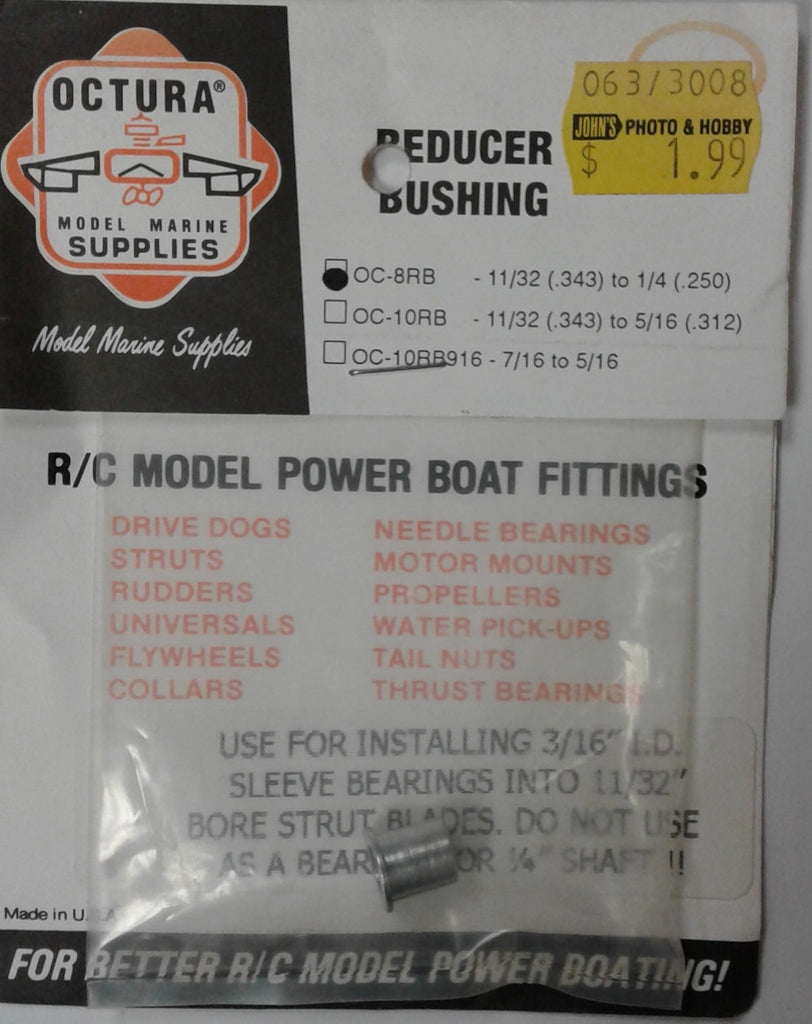 OCTURA®
MODEL MARINE
SUPPLIES
Model Marine Supplies
063/3008
JOHN'S PHOTO & HOBBY
$ 1.99
REDUCER
BUSHING
OC-8RB - 11/32 (.343) to 1/4 (.250)
OC-10RB - 11/32 (.343) to 5/16 (.312)
OC-10RB916 - 7/16 to 5/16
R/C MODEL POWER BOAT FITTINGS
DRIVE DOGS
STRUTS
RUDDERS
UNIVERSALS
FLYWHEELS
COLLARS
NEEDLE BEARINGS
MOTOR MOUNTS
PROPELLERS
WATER PICK-UPS
TAIL NUTS
THRUST BEARINGS
USE FOR INSTALLING 3/16" I.D.
SLEEVE BEARINGS INTO 11/32"
BORE STRUT BLADES. DO NOT USE
AS A BEAR OR ¼" SHAFT !!
Made in U.S.A
FOR BETTER R/C MODEL POWER BOATING!